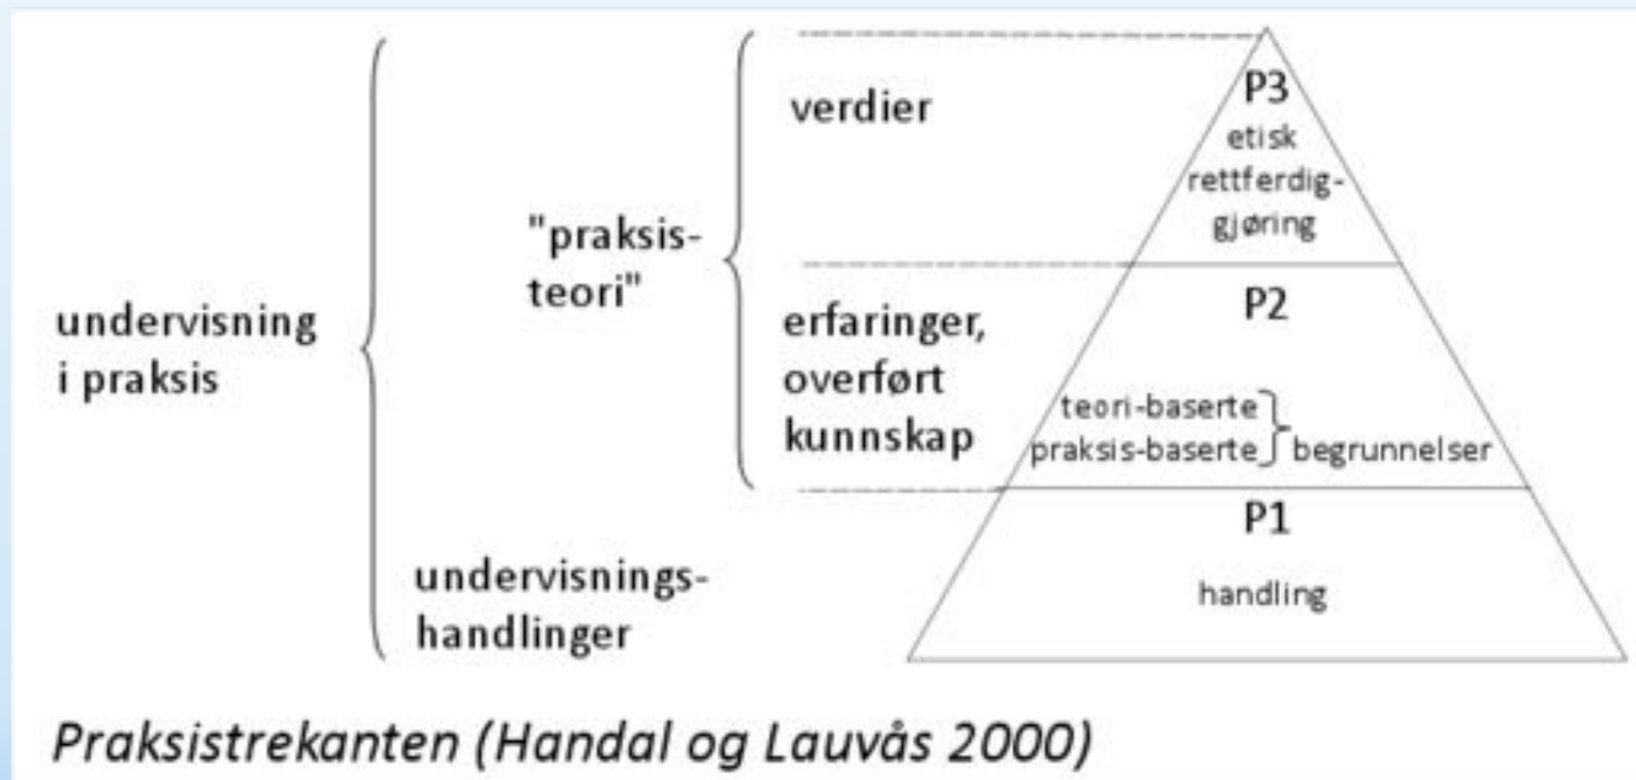 undervisning
i praksis
"praksis-
teori"
undervisnings-
handlinger
verdier
erfaringer,
overført
kunnskap
P3
etisk
rettferdig-
gjøring
P2
teori-baserte
praksis-baserte
begrunnelser
P1
handling
Praksistrekanten (Handal og Lauvås 2000)